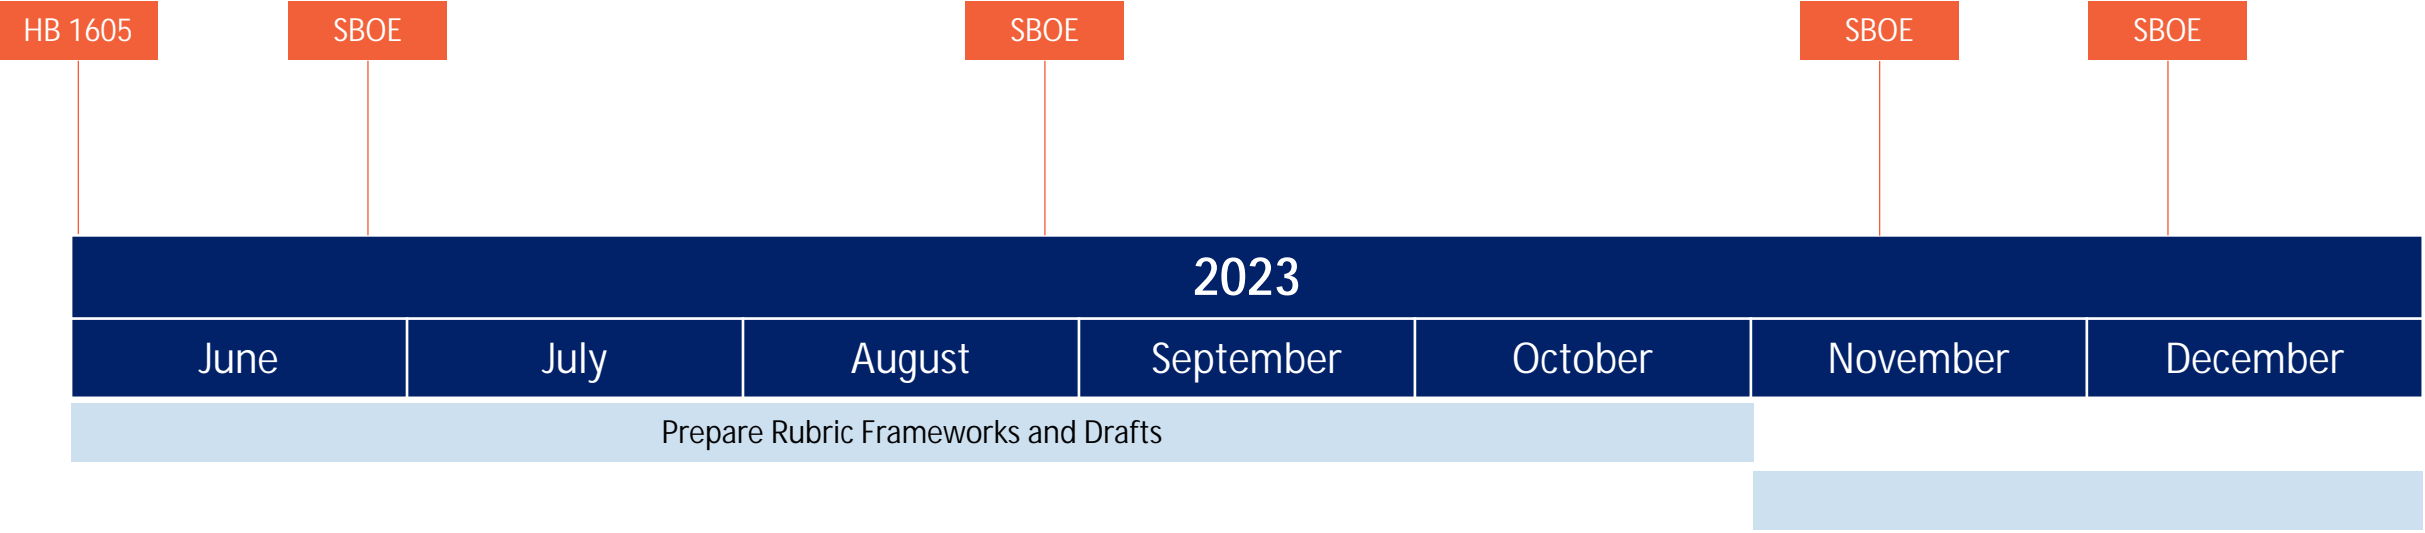 HB 1605
SBOE
SBOE
SBOE
SBOE
2023
June
July
August
September
October
November
December
Prepare Rubric Frameworks and Drafts